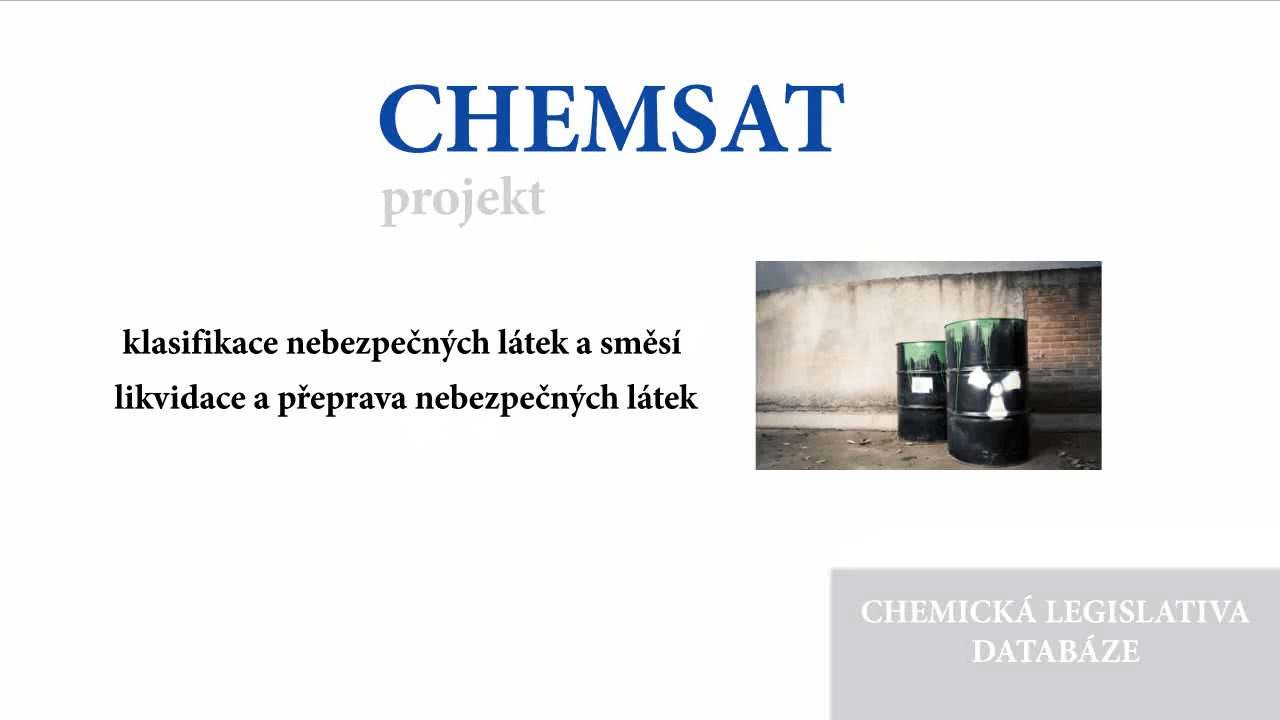 CHEMSAT
projekt
klasifikace nebezpečných látek a směsí
likvidace a přeprava nebezpečných látek
CHEMICKÁ LEGISLATIVA
DATABÁZE